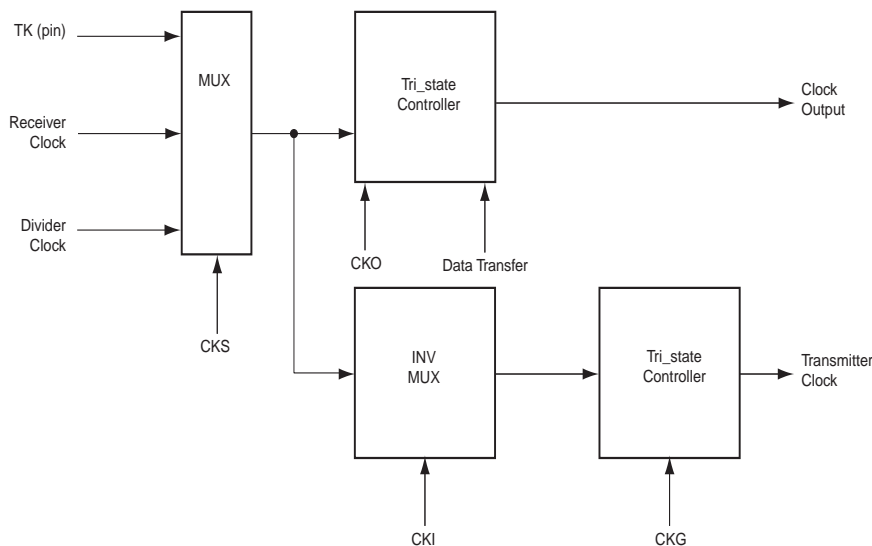 TK (pin)
MUX
Tri_state
Controller
Clock
Output
Receiver
Clock
Divider
Clock
CKO
Data Transfer
CKS
INV
MUX
Tri_state
Controller
Transmitter
Clock
CKI
CKG